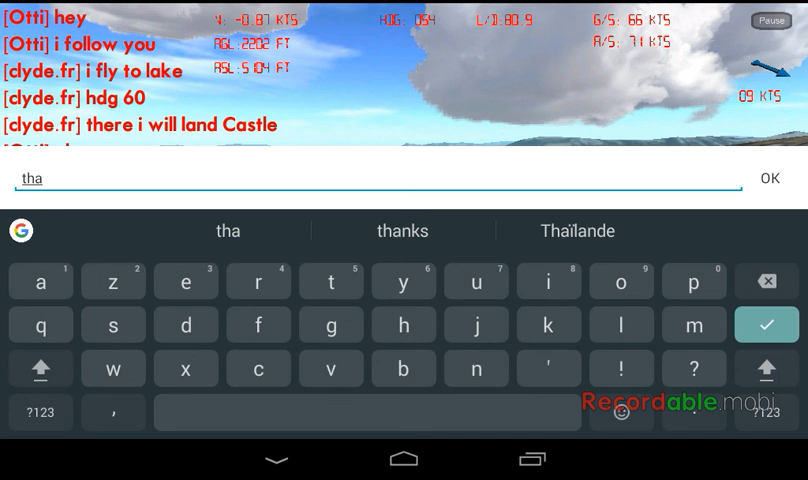 [Otti] hey
V: -0.87 KTS
HDG: 054
L/D:80.9
G/S: 66 KTS
Pause
[Otti] i follow you
AGL:2202 FT
A/S: 71 KTS
[clyde.fr] i fly to lake
ASL:5104 FT
[clyde.fr] hdg 60
09 KTS
[clyde.fr] there i will land Castle
tha
OK
G
tha
thanks
Thaïlande
a 1 z 2 e 3 r 4 t 5 y 6 u 7 i 8 o 9 p 0
q s d f g h j k l m
w x c v b n ' ! ?
?123 , . ?123
Recordable.mobi